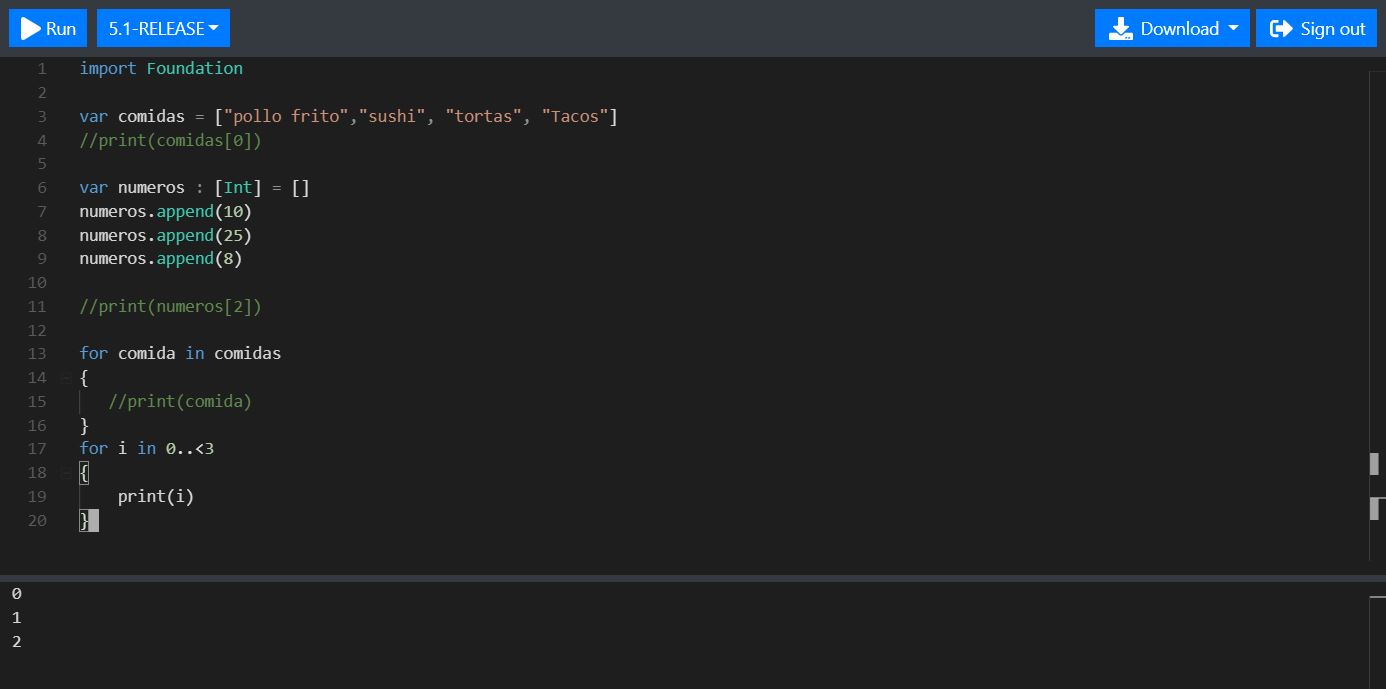 Run 5.1-RELEASE Download Sign out
1 import Foundation
2
3 var comidas = ["pollo frito","sushi", "tortas", "Tacos"]
4 //print(comidas[0])
5
6 var numeros : [Int] = []
7 numeros.append(10)
8 numeros.append(25)
9 numeros.append(8)
10
11 //print(numeros[2])
12
13 for comida in comidas
14 {
15 //print(comida)
16 }
17 for i in 0..<3
18 {
19 print(i)
20 }
0
1
2